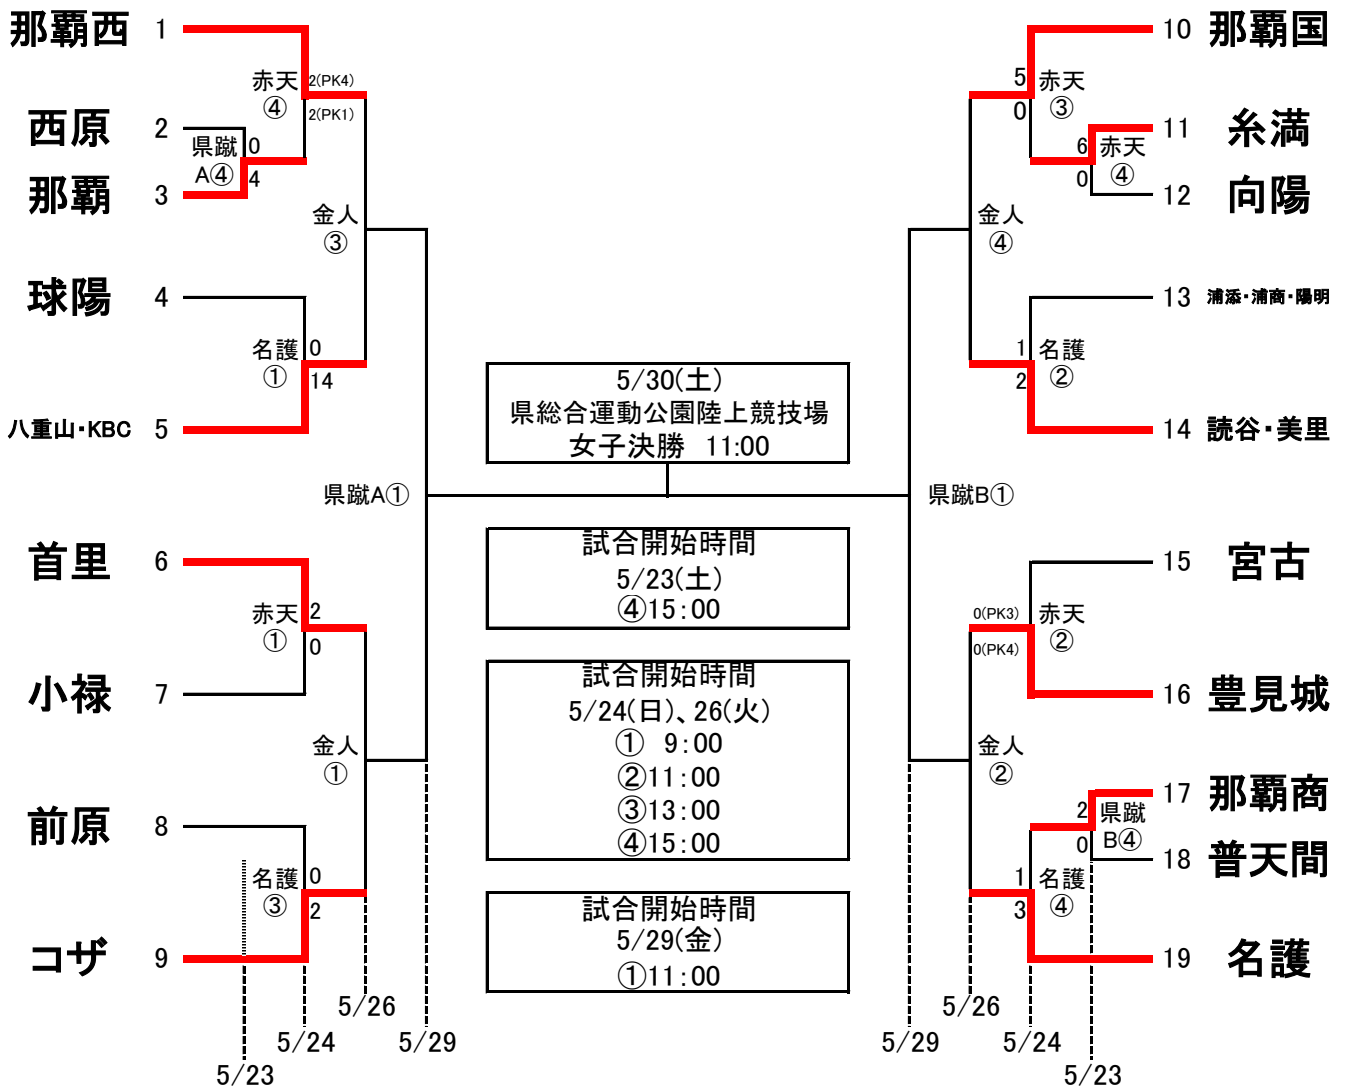 那覇西 1
西原 2
那覇 3
球陽 4
八重山・KBC 5
首里 6
小禄 7
前原 8
コザ 9
赤天
④
2(PK4)
2(PK1)
県蹴
A④
0
4
金人
③
名護
①
0
14
県蹴A①
赤天
①
2
0
金人
①
名護
③
0
2
5/23
5/24
5/26
5/29
5/30(土)
県総合運動公園陸上競技場
女子決勝 11:00
試合開始時間
5/23(土)
④15:00
試合開始時間
5/24(日)、26(火)
① 9:00
②11:00
③13:00
④15:00
試合開始時間
5/29(金)
①11:00
10 那覇国
11 糸満
12 向陽
13 浦添・浦商・陽明
14 読谷・美里
15 宮古
16 豊見城
17 那覇商
18 普天間
19 名護
5
0
赤天
③
6
0
赤天
④
金人
④
1
2
名護
②
県蹴B①
0(PK3)
0(PK4)
赤天
②
金人
②
2
0
県蹴
B④
1
3
名護
④
5/29
5/26
5/24
5/23